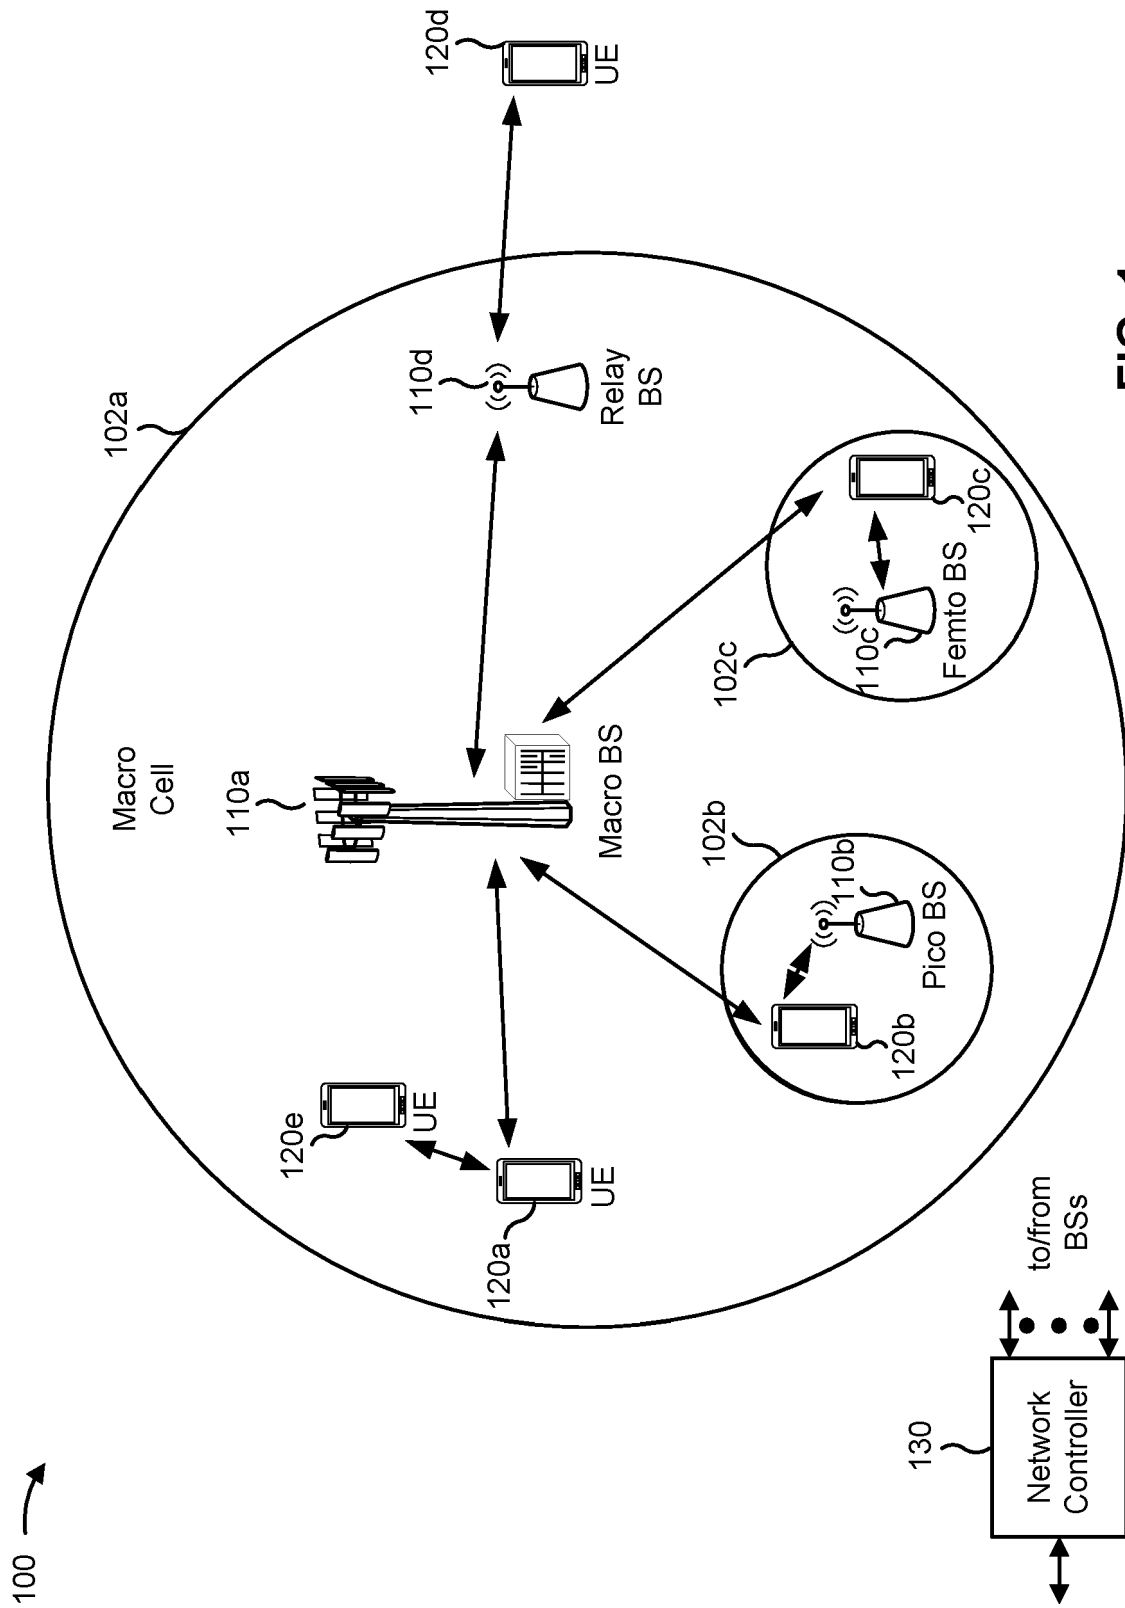 100
102a
Macro
Cell
110a
120d
UE
110d
Relay
BS
120e
UE
120a
UE
Macro BS
102b
110b
Pico BS
120b
102c
110c
Femto BS
120c
130
Network
Controller
to/from
BSs